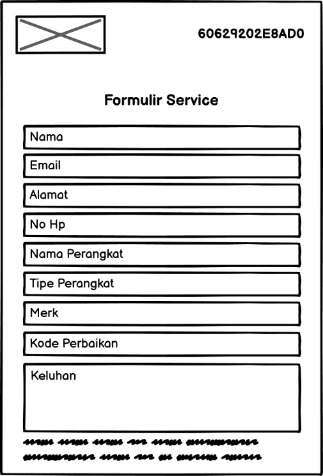 60629202E8AD0
Formulir Service
Nama
Email
Alamat
No Hp
Nama Perangkat
Tipe Perangkat
Merk
Kode Perbaikan
Keluhan